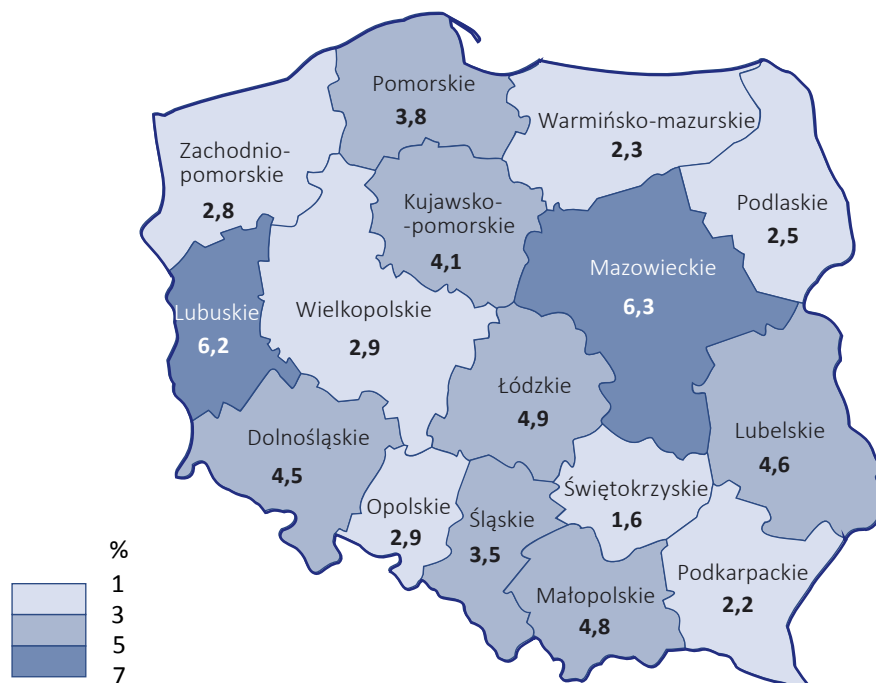 Pomorskie
3,8
Warmińsko-mazurskie
2,3
Zachodnio-
pomorskie
2,8
Kujawsko-
-pomorskie
4,1
Podlaskie
2,5
Mazowieckie
6,3
Lubuskie
6,2
Wielkopolskie
2,9
Łódzkie
4,9
Dolnośląskie
4,5
Lubelskie
4,6
Opolskie
2,9
Śląskie
3,5
Świętokrzyskie
1,6
Małopolskie
4,8
Podkarpackie
2,2
%
1
3
5
7